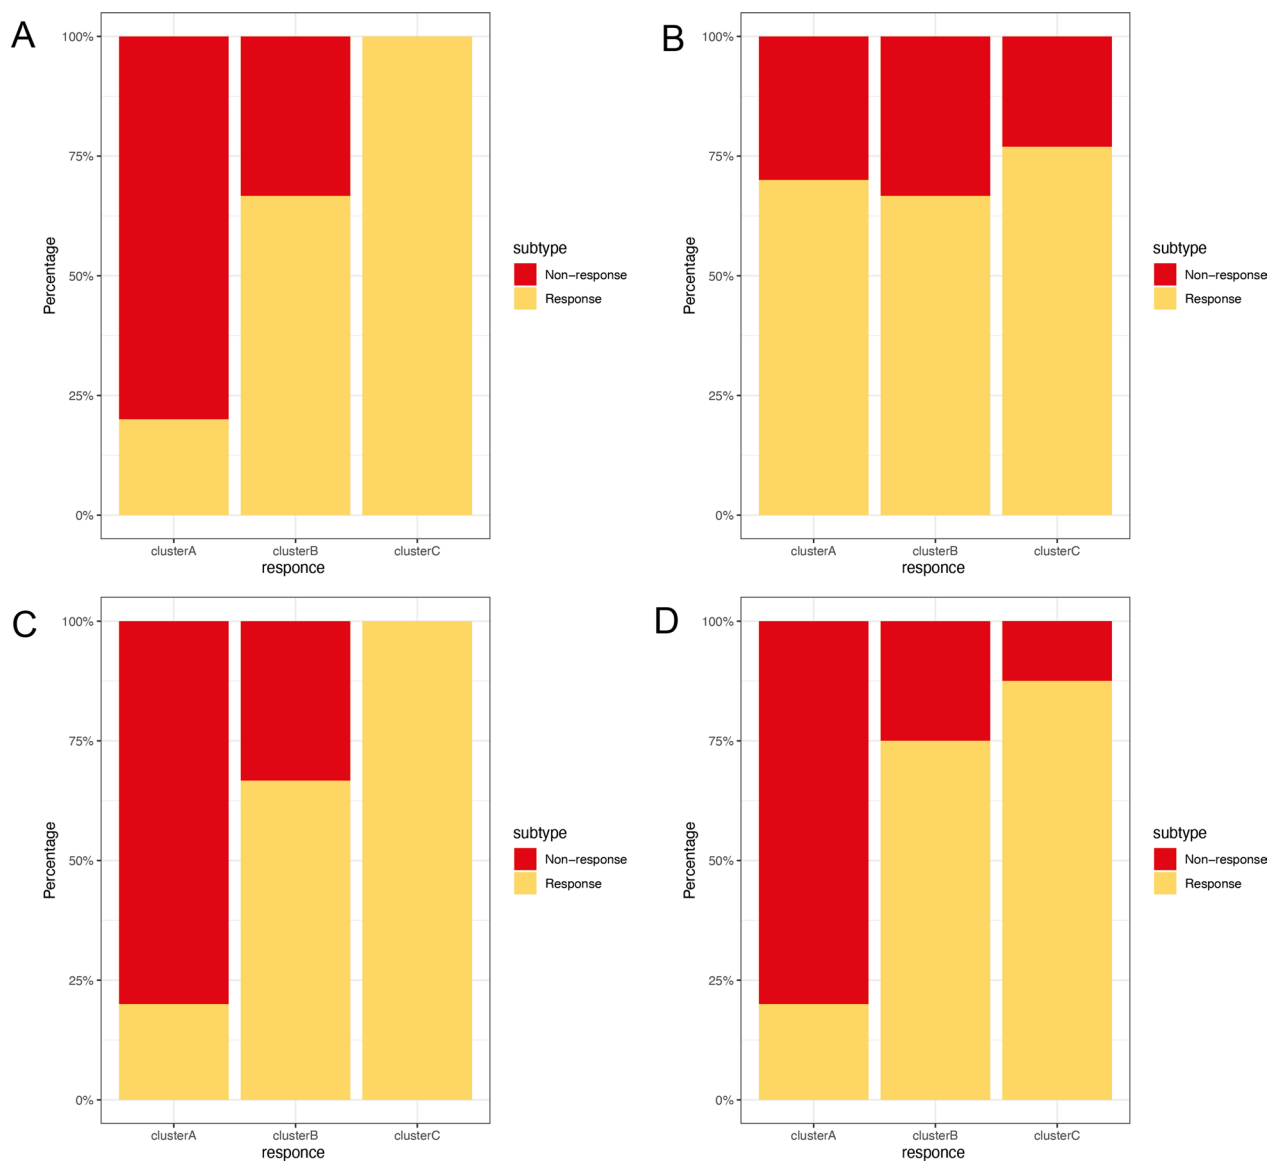 A
100%
75%
50%
25%
0%
Percentage
clusterA clusterB clusterC
responce
subtype
Non−response
Response
B
100%
75%
50%
25%
0%
Percentage
clusterA clusterB clusterC
responce
subtype
Non−response
Response
C
100%
75%
50%
25%
0%
Percentage
clusterA clusterB clusterC
responce
subtype
Non−response
Response
D
100%
75%
50%
25%
0%
Percentage
clusterA clusterB clusterC
responce
subtype
Non−response
Response